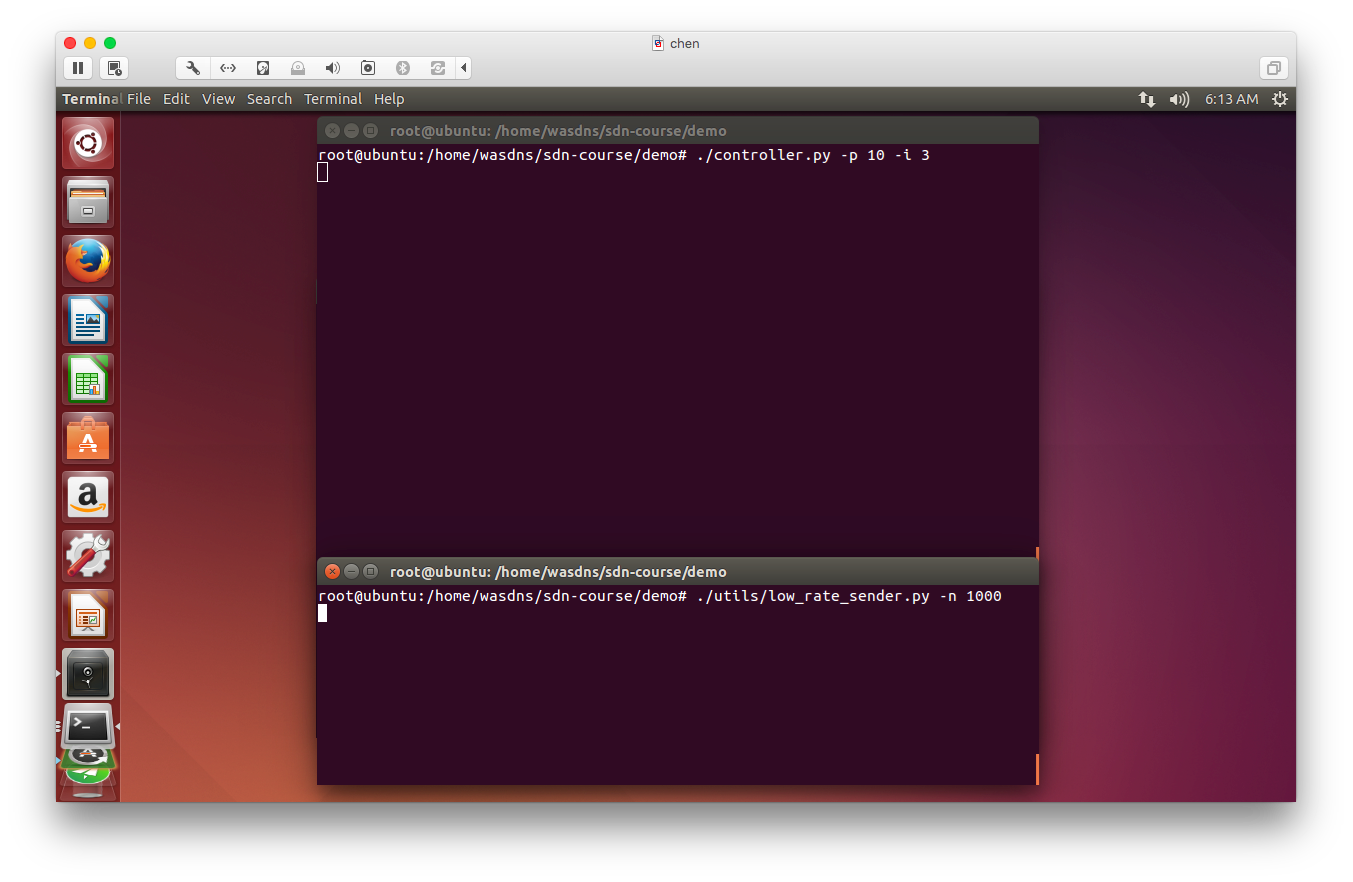 chen
Terminal File Edit View Search Terminal Help 6:13 AM
root@ubuntu: /home/wasdns/sdn-course/demo
root@ubuntu:/home/wasdns/sdn-course/demo# ./controller.py -p 10 -i 3
root@ubuntu: /home/wasdns/sdn-course/demo
root@ubuntu:/home/wasdns/sdn-course/demo# ./utils/low_rate_sender.py -n 1000